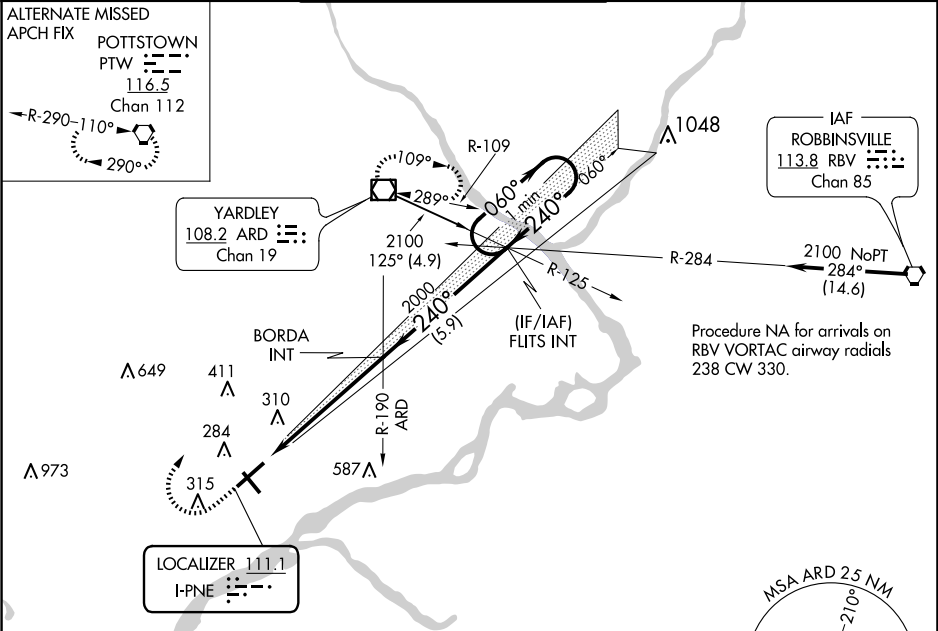 ALTERNATE MISSED
APCH FIX
POTTSTOWN
PTW
116.5
Chan 112
R-290
110°
290°
1048
IAF
ROBBINSVILLE
113.8 RBV
Chan 85
R-109
109°
289°
060°
1 min
240°
060°
YARDLEY
108.2 ARD
Chan 19
2100
125° (4.9)
R-284
2100 NoPT
284°
(14.6)
R-125
2000
240°
(5.9)
(IF/IAF)
FLITS INT
BORDA
INT
Procedure NA for arrivals on
RBV VORTAC airway radials
238 CW 330.
649
411
310
R-190
ARD
284
973
587
315
LOCALIZER 111.1
I-PNE
MSA ARD 25 NM
210°